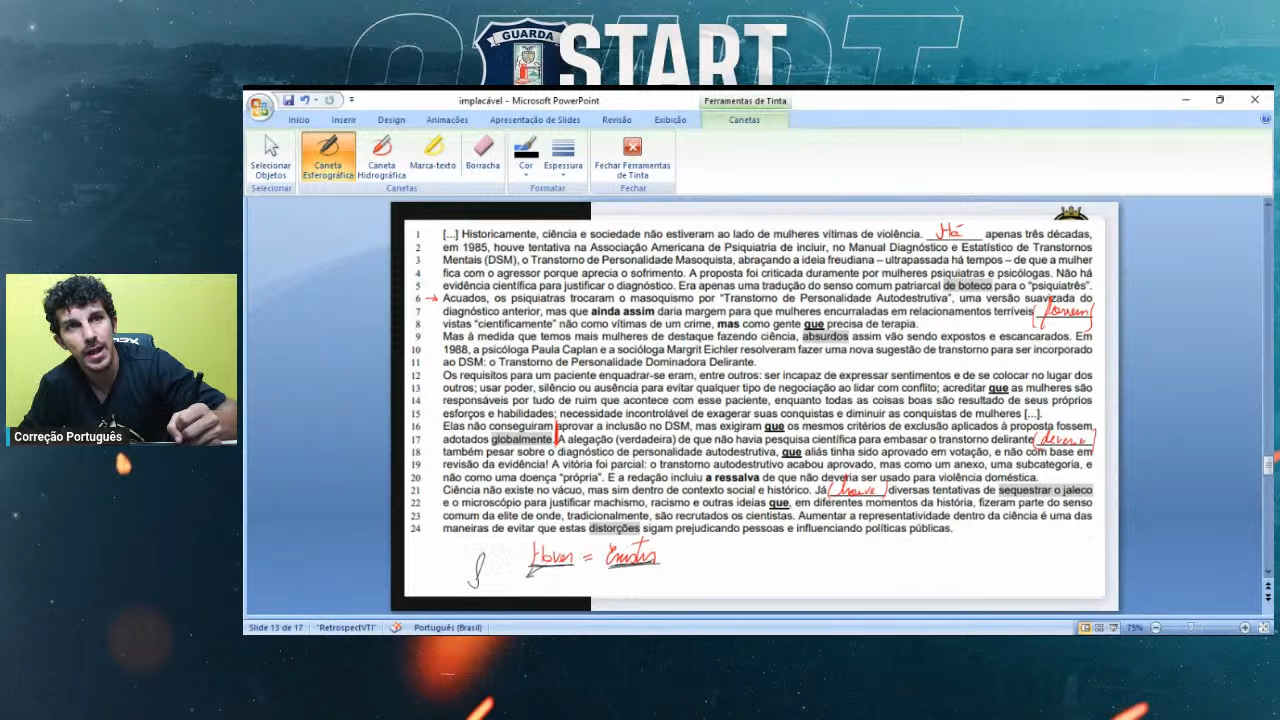 GUARDA
START
implacável - Microsoft PowerPoint
Ferramentas de Tinta
Início Inserir Design Animações Apresentação de Slides Revisão Exibição Canetas
Selecionar Objetos
Caneta Esferográfica
Caneta Hidrográfica
Marca-texto
Borracha
Cor
Espessura
Fechar Ferramentas de Tinta
Selecionar Canetas Formatar Fechar
1 [...] Historicamente, ciência e sociedade não estiveram ao lado de mulheres vítimas de violência. Há apenas três décadas,
2 em 1985, houve tentativa na Associação Americana de Psiquiatria de incluir, no Manual Diagnóstico e Estatístico de Transtornos
3 Mentais (DSM), o Transtorno de Personalidade Masoquista, abraçando a ideia freudiana – ultrapassada há tempos – de que a mulher
4 fica com o agressor porque aprecia o sofrimento. A proposta foi criticada duramente por mulheres psiquiatras e psicólogas. Não há
5 evidência científica para justificar o diagnóstico. Era apenas uma tradução do senso comum patriarcal de boteco para o "psiquiatrês".
6 Acuados, os psiquiatras trocaram o masoquismo por "Transtorno de Personalidade Autodestrutiva", uma versão suavizada do
7 diagnóstico anterior, mas que ainda assim daria margem para que mulheres encurraladas em relacionamentos terríveis (fossem)
8 vistas "cientificamente" não como vítimas de um crime, mas como gente que precisa de terapia.
9 Mas à medida que temos mais mulheres de destaque fazendo ciência, absurdos assim vão sendo expostos e escancarados. Em
10 1988, a psicóloga Paula Caplan e a socióloga Margrit Eichler resolveram fazer uma nova sugestão de transtorno para ser incorporado
11 ao DSM: o Transtorno de Personalidade Dominadora Delirante.
12 Os requisitos para um paciente enquadrar-se eram, entre outros: ser incapaz de expressar sentimentos e de se colocar no lugar dos
13 outros; usar poder, silêncio ou ausência para evitar qualquer tipo de negociação ao lidar com conflito; acreditar que as mulheres são
14 responsáveis por tudo de ruim que acontece com esse paciente, enquanto todas as coisas boas são resultado de seus próprios
15 esforços e habilidades; necessidade incontrolável de exagerar suas conquistas e diminuir as conquistas de mulheres [...].
16 Elas não conseguiram aprovar a inclusão no DSM, mas exigiram que os mesmos critérios de exclusão aplicados à proposta fossem
17 adotados globalmente. A alegação (verdadeira) de que não havia pesquisa científica para embasar o transtorno delirante (deveria)
18 também pesar sobre o diagnóstico de personalidade autodestrutiva, que aliás tinha sido aprovado em votação, e não com base em
19 revisão da evidência! A vitória foi parcial: o transtorno autodestrutivo acabou aprovado, mas como um anexo, uma subcategoria, e
20 não como uma doença "própria". E a redação incluiu a ressalva de que não deveria ser usado para violência doméstica.
21 Ciência não existe no vácuo, mas sim dentro de contexto social e histórico. Já (houve) diversas tentativas de sequestrar o jaleco
22 e o microscópio para justificar machismo, racismo e outras ideias que, em diferentes momentos da história, fizeram parte do senso
23 comum da elite de onde, tradicionalmente, são recrutados os cientistas. Aumentar a representatividade dentro da ciência é uma das
24 maneiras de evitar que estas distorções sigam prejudicando pessoas e influenciando políticas públicas.
Haver = Existir
Correção Português
Slide 13 de 17 "RetrospectVTI" Português (Brasil) 75%